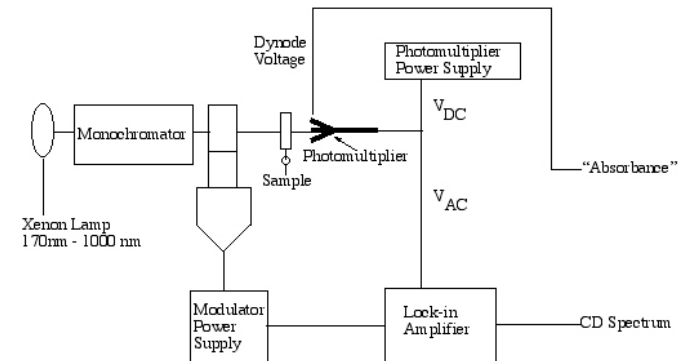 Dynode
Voltage
Photomultiplier
Power Supply
V DC
Monochromator
Photomultiplier
Sample
"Absorbance"
V AC
Xenon Lamp
170nm - 1000 nm
Modulator
Power
Supply
Lock-in
Amplifier
CD Spectrum